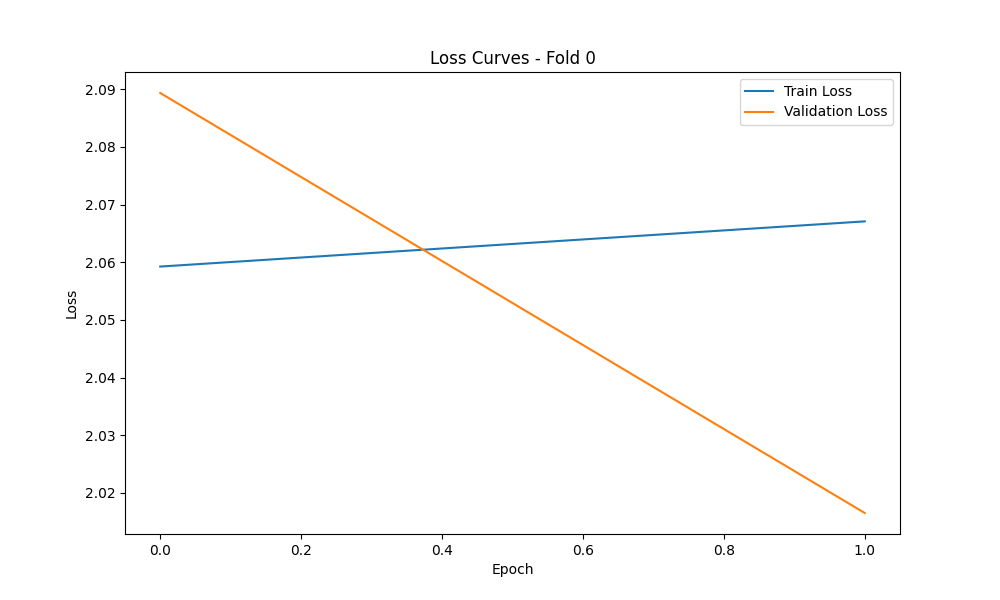 Loss Curves - Fold 0
Train Loss
Validation Loss
2.09
2.08
2.07
2.06
2.05
2.04
2.03
2.02
Loss
0.0 0.2 0.4 0.6 0.8 1.0
Epoch